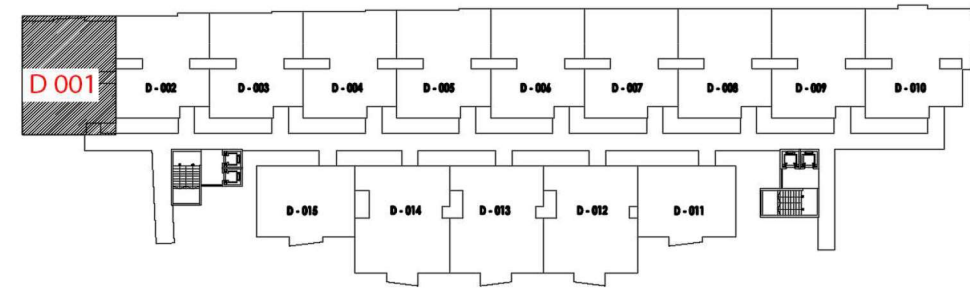 D 001
D - 002
D - 003
D - 004
D - 005
D - 006
D - 007
D - 008
D - 009
D - 010
D - 015
D - 014
D - 013
D - 012
D - 011